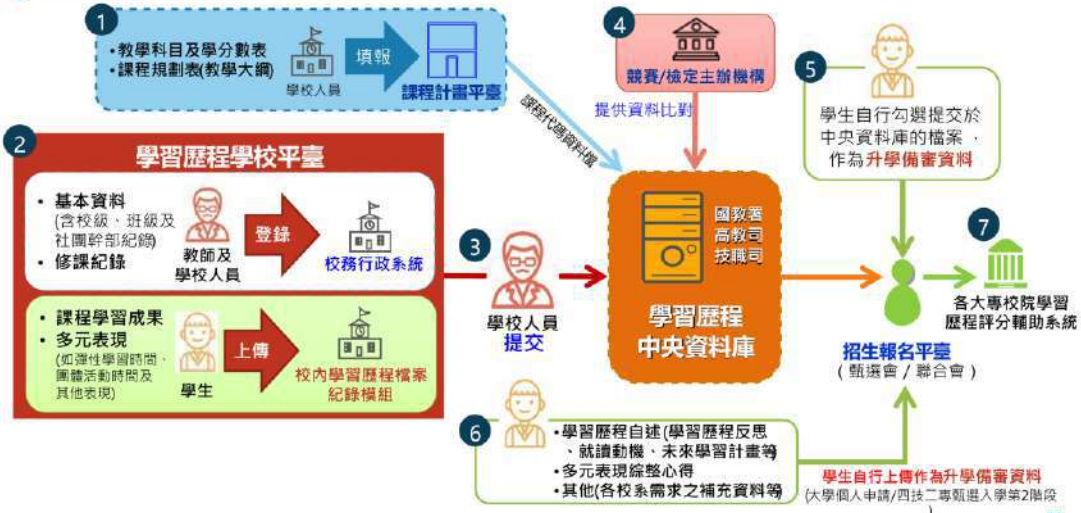 1
•教學科目及學分數表
•課程規劃表(教學大綱)
學校人員
填報
課程計畫平臺
課程代碼資料檔
4
競賽/檢定主辦機構
提供資料比對
5
學生自行勾選提交於
中央資料庫的檔案，
作為升學備審資料
2
學習歷程學校平臺
• 基本資料
(含校級、班級及
社團幹部紀錄)
• 修課紀錄
教師及
學校人員
登錄
校務行政系統
• 課程學習成果
• 多元表現
(如彈性學習時間、
團體活動時間及
其他表現)
學生
上傳
校內學習歷程檔案
紀錄模組
3
學校人員
提交
國教署
高教司
技職司
學習歷程
中央資料庫
7
各大專校院學習
歷程評分輔助系統
招生報名平臺
(甄選會/聯合會)
6
•學習歷程自述(學習歷程反思
、就讀動機、未來學習計畫等
•多元表現綜整心得
•其他(各校系需求之補充資料等)
學生自行上傳作為升學備審資料
(大學個人申請/四技二專甄選入學第2階段
)